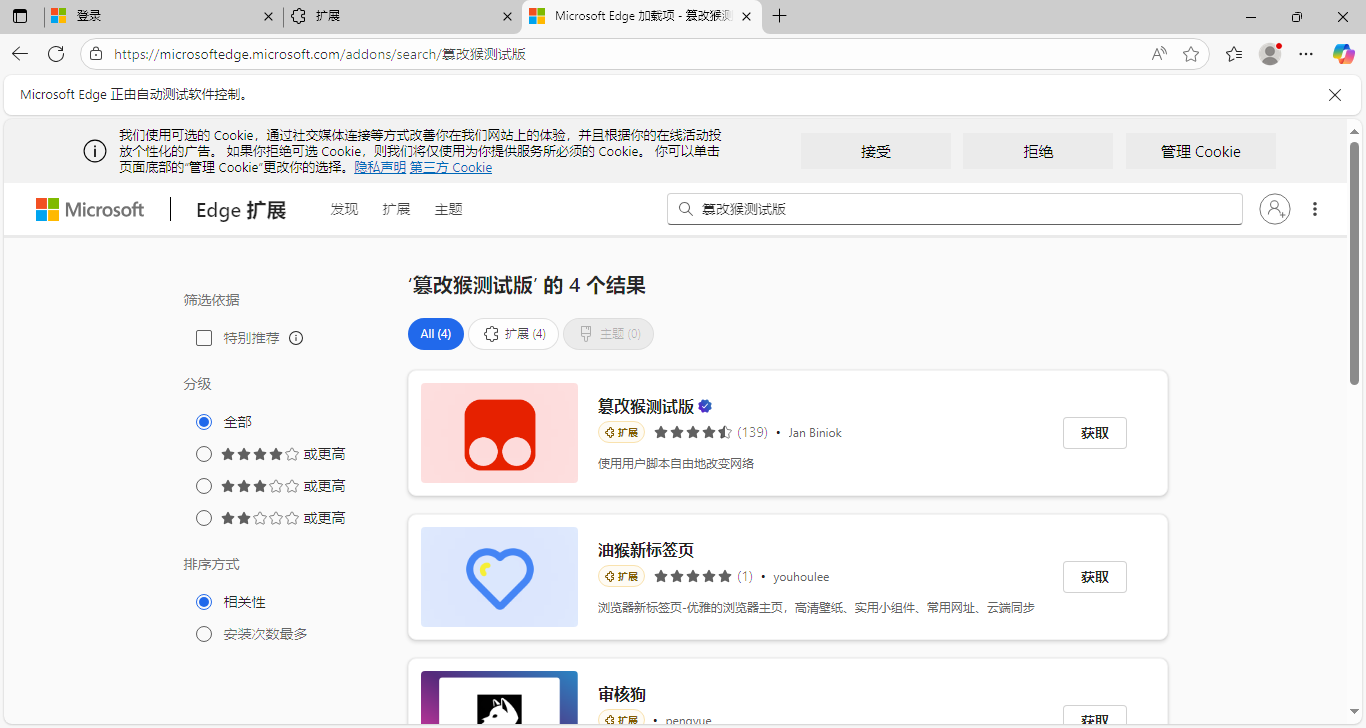 登录
扩展
Microsoft Edge 加载项 - 篡改猴测
https://microsoftedge.microsoft.com/addons/search/篡改猴测试版
Microsoft Edge 正由自动测试软件控制。
我们使用可选的 Cookie，通过社交媒体连接等方式改善你在我们网站上的体验，并且根据你的在线活动投
放个性化的广告。 如果你拒绝可选 Cookie，则我们将仅使用为你提供服务所必须的 Cookie。 你可以单击
页面底部的“管理 Cookie”更改你的选择。隐私声明 第三方 Cookie
接受
拒绝
管理 Cookie
Microsoft
Edge 扩展
发现
扩展
主题
篡改猴测试版
筛选依据
特别推荐
分级
全部
或更高
或更高
或更高
排序方式
相关性
安装次数最多
‘篡改猴测试版’ 的 4 个结果
All (4)
扩展 (4)
主题 (0)
篡改猴测试版
扩展 (139) • Jan Biniok
使用用户脚本自由地改变网络
获取
油猴新标签页
扩展 (1) • youhoulee
浏览器新标签页-优雅的浏览器主页，高清壁纸、实用小组件、常用网址、云端同步
获取
审核狗
扩展 • pengyue
获取